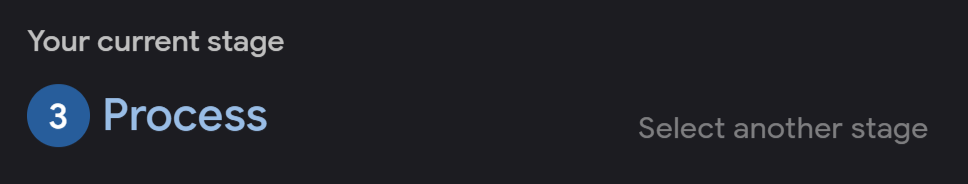 Your current stage
3 Process
Select another stage